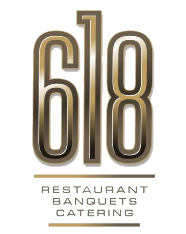 618
RESTAURANT
BANQUETS
CATERING